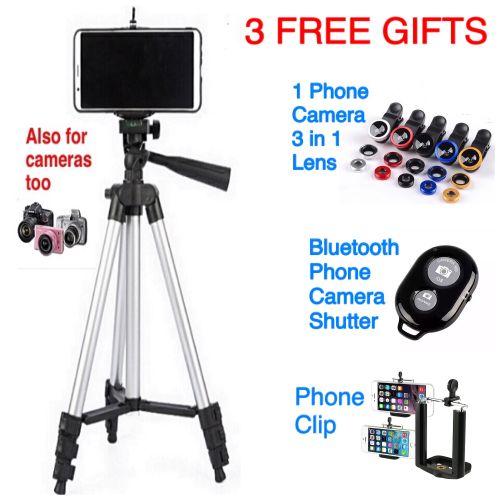 3 FREE GIFTS
Also for
cameras
too
1 Phone
Camera
3 in 1
Lens
Bluetooth
Phone
Camera
Shutter
Phone
Clip